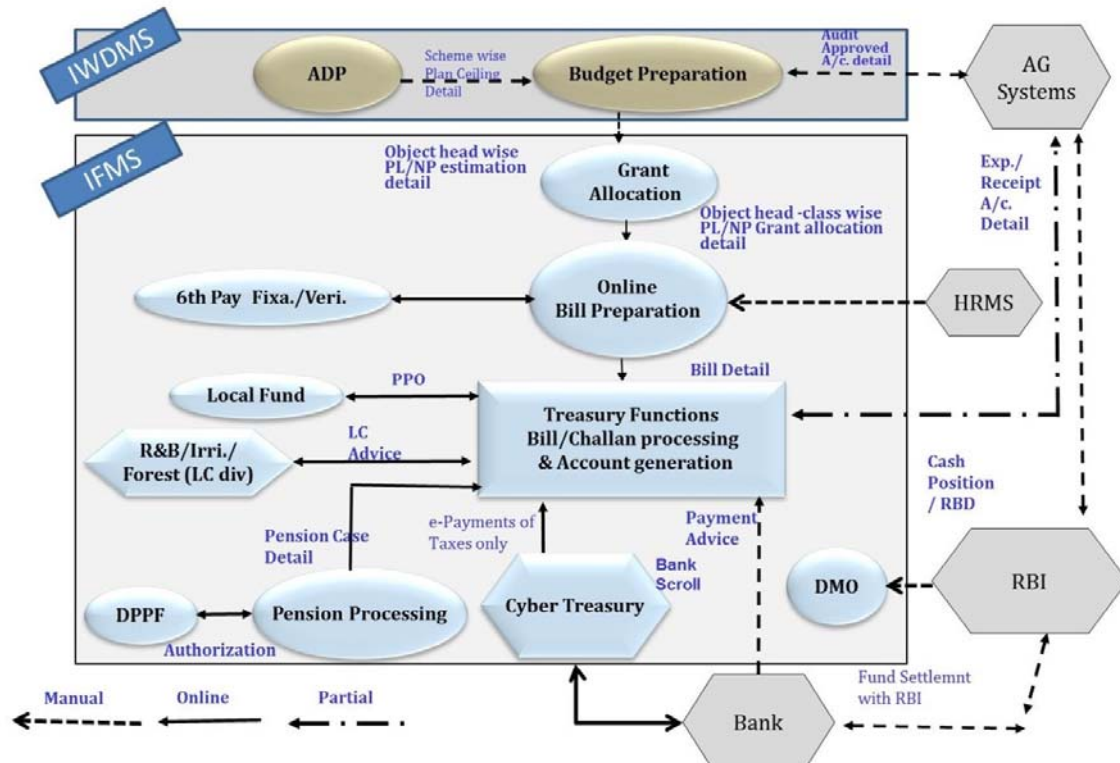 IWDMS
ADP
Scheme wise
Plan Ceiling
Detail
Budget Preparation
Audit
Approved
A/c. detail
AG
Systems
IFMS
Object head wise
PL/NP estimation
detail
Grant
Allocation
Exp./
Receipt
A/c.
Detail
Object head -class wise
PL/NP Grant allocation
detail
6th Pay Fixa./Veri.
Online
Bill Preparation
HRMS
Bill Detail
Local Fund
PPO
Treasury Functions
Bill/Challan processing
& Account generation
R&B/Irri./
Forest (LC div)
LC
Advice
Cash
Position
/ RBD
Pension Case
Detail
e-Payments of
Taxes only
Payment
Advice
Bank
Scroll
DPPF
Authorization
Pension Processing
Cyber Treasury
DMO
RBI
Manual
Online
Partial
Bank
Fund Settlemnt
with RBI